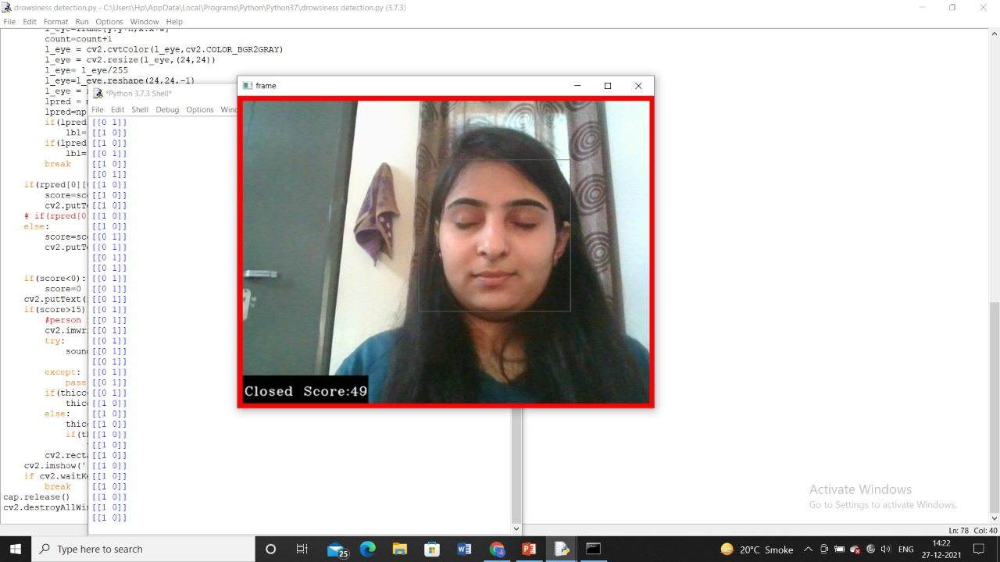 drowsiness detection.py - C:\Users\Hp\AppData\Local\Programs\Python\Python37\drowsiness detection.py (3.7.3)
File Edit Format Run Options Window Help
count=count+1
l_eye = cv2.cvtColor(l_eye,cv2.COLOR_BGR2GRAY)
l_eye = cv2.resize(l_eye,(24,24))
l_eye= l_eye/255
l_eye=l_eye.reshape(24,24,-1)
l_eye =
lpred =
lpred=np
if(lpred
lbl=
if(lpred
lbl=
break
if(rpred[0][
score=sco
cv2.putT
# if(rpred[0
else:
score=sco
cv2.putT
if(score<0):
score=0
cv2.putText(
if(score>15)
#person
cv2.imwr
try:
soun
except:
pass
if(thicc
thicc
else:
thicc
if(t
cv2.recta
cv2.imshow('
if cv2.waitKe
break
cap.release()
cv2.destroyAllWi
*Python 3.7.3 Shell*
File Edit Shell Debug Options
[[0 1]]
[[1 0]]
[[1 0]]
[[0 1]]
[[1 0]]
[[0 1]]
[[1 0]]
[[1 0]]
[[1 0]]
[[1 0]]
[[1 0]]
[[1 0]]
[[1 0]]
[[0 1]]
[[0 1]]
[[1 0]]
[[1 0]]
[[0 1]]
[[1 0]]
[[0 1]]
[[1 0]]
[[0 1]]
[[1 0]]
[[0 1]]
[[1 0]]
[[0 1]]
[[0 1]]
[[0 1]]
[[1 0]]
[[1 0]]
[[1 0]]
[[1 0]]
[[1 0]]
[[1 0]]
[[1 0]]
[[1 0]]
[[1 0]]
[[1 0]]
[[1 0]]
frame
Closed Score:49
Activate Windows
Go to Settings to activate Windows.
Ln: 78 Col: 40
Type here to search
25
20°C Smoke
ENG
14:22
27-12-2021